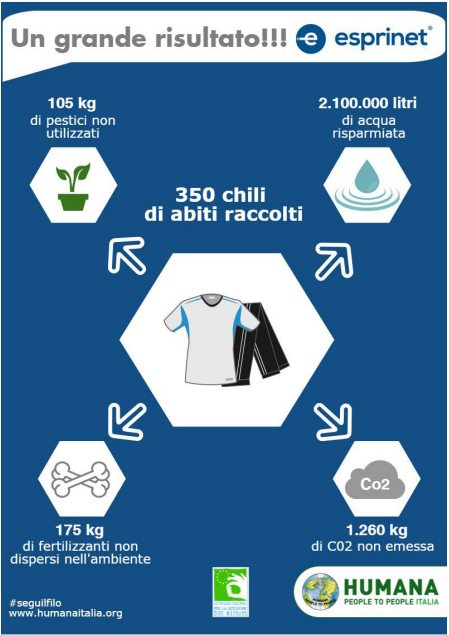 Un grande risultato!!!
esprinet
105 kg
di pestici non
utilizzati
2.100.000 litri
di acqua
risparmiata
350 chili
di abiti raccolti
Co2
175 kg
di fertilizzanti non
dispersi nell'ambiente
1.260 kg
di C02 non emessa
#seguilfilo
www.humanaitalia.org
HUMANA
PEOPLE TO PEOPLE ITALIA